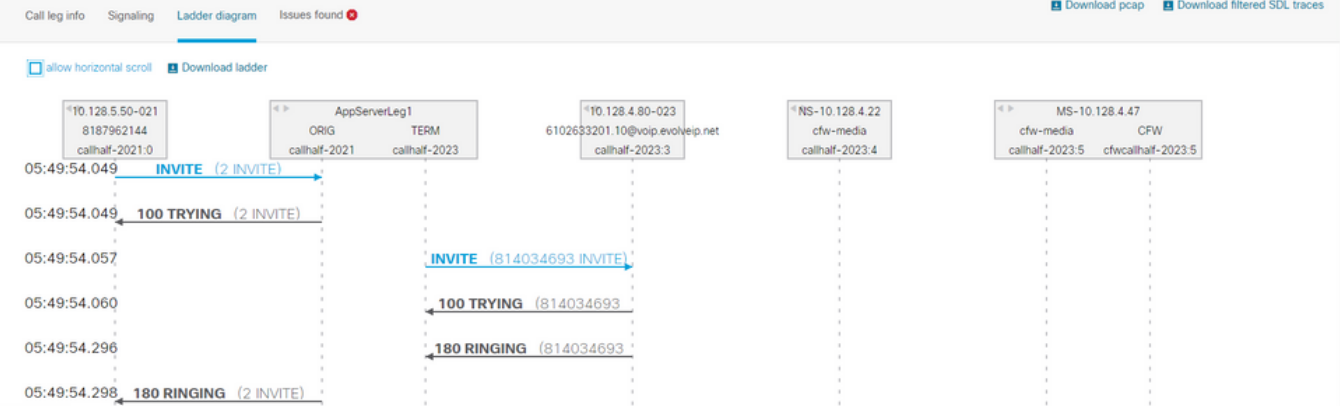 Call leg info Signaling Ladder diagram Issues found Download pcap Download filtered SDL traces
allow horizontal scroll Download ladder
10.128.5.50-021 AppServerLeg1 10.128.4.80-023 NS-10.128.4.22 MS-10.128.4.47
8187962144 ORIG TERM 6102633201.10@voip.evolveip.net cfw-media cfw-media CFW
callhalf-2021:0 callhalf-2021 callhalf-2023 callhalf-2023:3 callhalf-2023:4 callhalf-2023:5 cfwcallhalf-2023:5
05:49:54.049 INVITE (2 INVITE)
05:49:54.049 100 TRYING (2 INVITE)
05:49:54.057 INVITE (814034693 INVITE)
05:49:54.060 100 TRYING (814034693
05:49:54.296 180 RINGING (814034693
05:49:54.298 180 RINGING (2 INVITE)